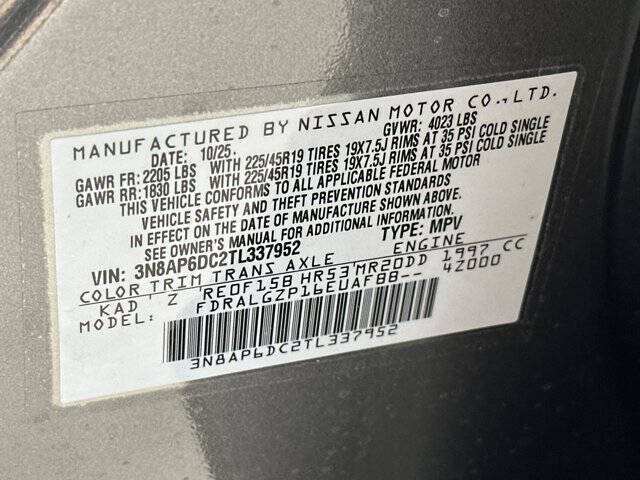 MANUFACTURED BY NISSAN MOTOR CO.,LTD.
DATE: 10/25. GVWR: 4023 LBS
GAWR FR: 2205 LBS WITH 225/45R19 TIRES 19X7.5J RIMS AT 35 PSI COLD SINGLE
GAWR RR: 1830 LBS WITH 225/45R19 TIRES 19X7.5J RIMS AT 35 PSI COLD SINGLE
THIS VEHICLE CONFORMS TO ALL APPLICABLE FEDERAL MOTOR
VEHICLE SAFETY AND THEFT PREVENTION STANDARDS
IN EFFECT ON THE DATE OF MANUFACTURE SHOWN ABOVE.
SEE OWNER'S MANUAL FOR ADDITIONAL INFORMATION.
VIN: 3N8AP6DC2TL337952 TYPE: MPV
COLOR TRIM TRANS AXLE ENGINE
KAD Z RE0F15B HR53 MR20DD 1997 CC
MODEL: FDRALGZP16EUAFBB-- 4Z000
3N8AP6DC2TL337952